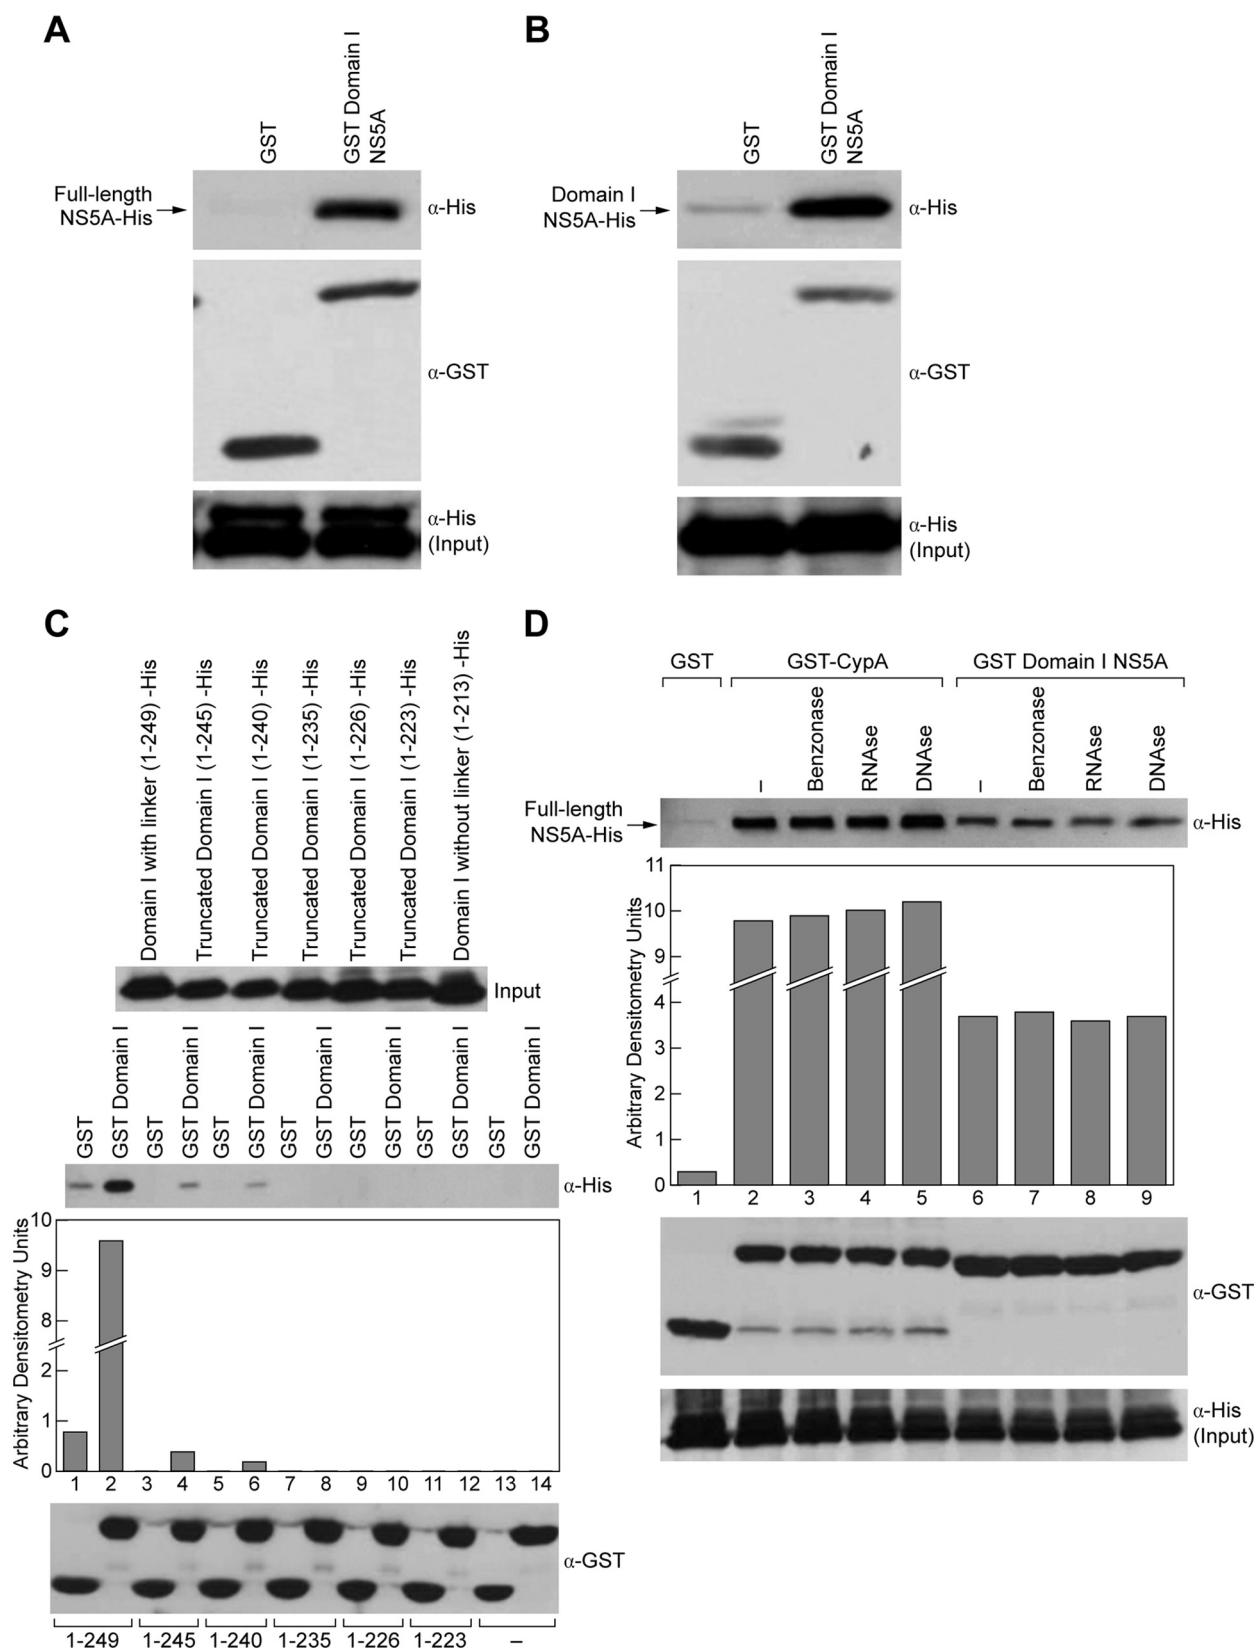 A
GST
GST Domain I
NS5A
Full-length
NS5A-His
α-His
α-GST
α-His
(Input)
B
GST
GST Domain I
NS5A
Domain I
NS5A-His
α-His
α-GST
α-His
(Input)
C
Domain I with linker (1-249) -His
Truncated Domain I (1-245) -His
Truncated Domain I (1-240) -His
Truncated Domain I (1-235) -His
Truncated Domain I (1-226) -His
Truncated Domain I (1-223) -His
Domain I without linker (1-213) -His
Input
GST
GST Domain I
GST
GST Domain I
GST
GST Domain I
GST
GST Domain I
GST
GST Domain I
GST
GST Domain I
GST
GST Domain I
α-His
Arbitrary Densitometry Units
10
9
8
2
1
0
1 2 3 4 5 6 7 8 9 10 11 12 13 14
α-GST
1-249 1-245 1-240 1-235 1-226 1-223 –
D
GST GST-CypA GST Domain I NS5A
–
Benzonase
RNAse
DNAse
–
Benzonase
RNAse
DNAse
Full-length
NS5A-His
α-His
Arbitrary Densitometry Units
11
10
9
4
3
2
1
0
1 2 3 4 5 6 7 8 9
α-GST
α-His
(Input)